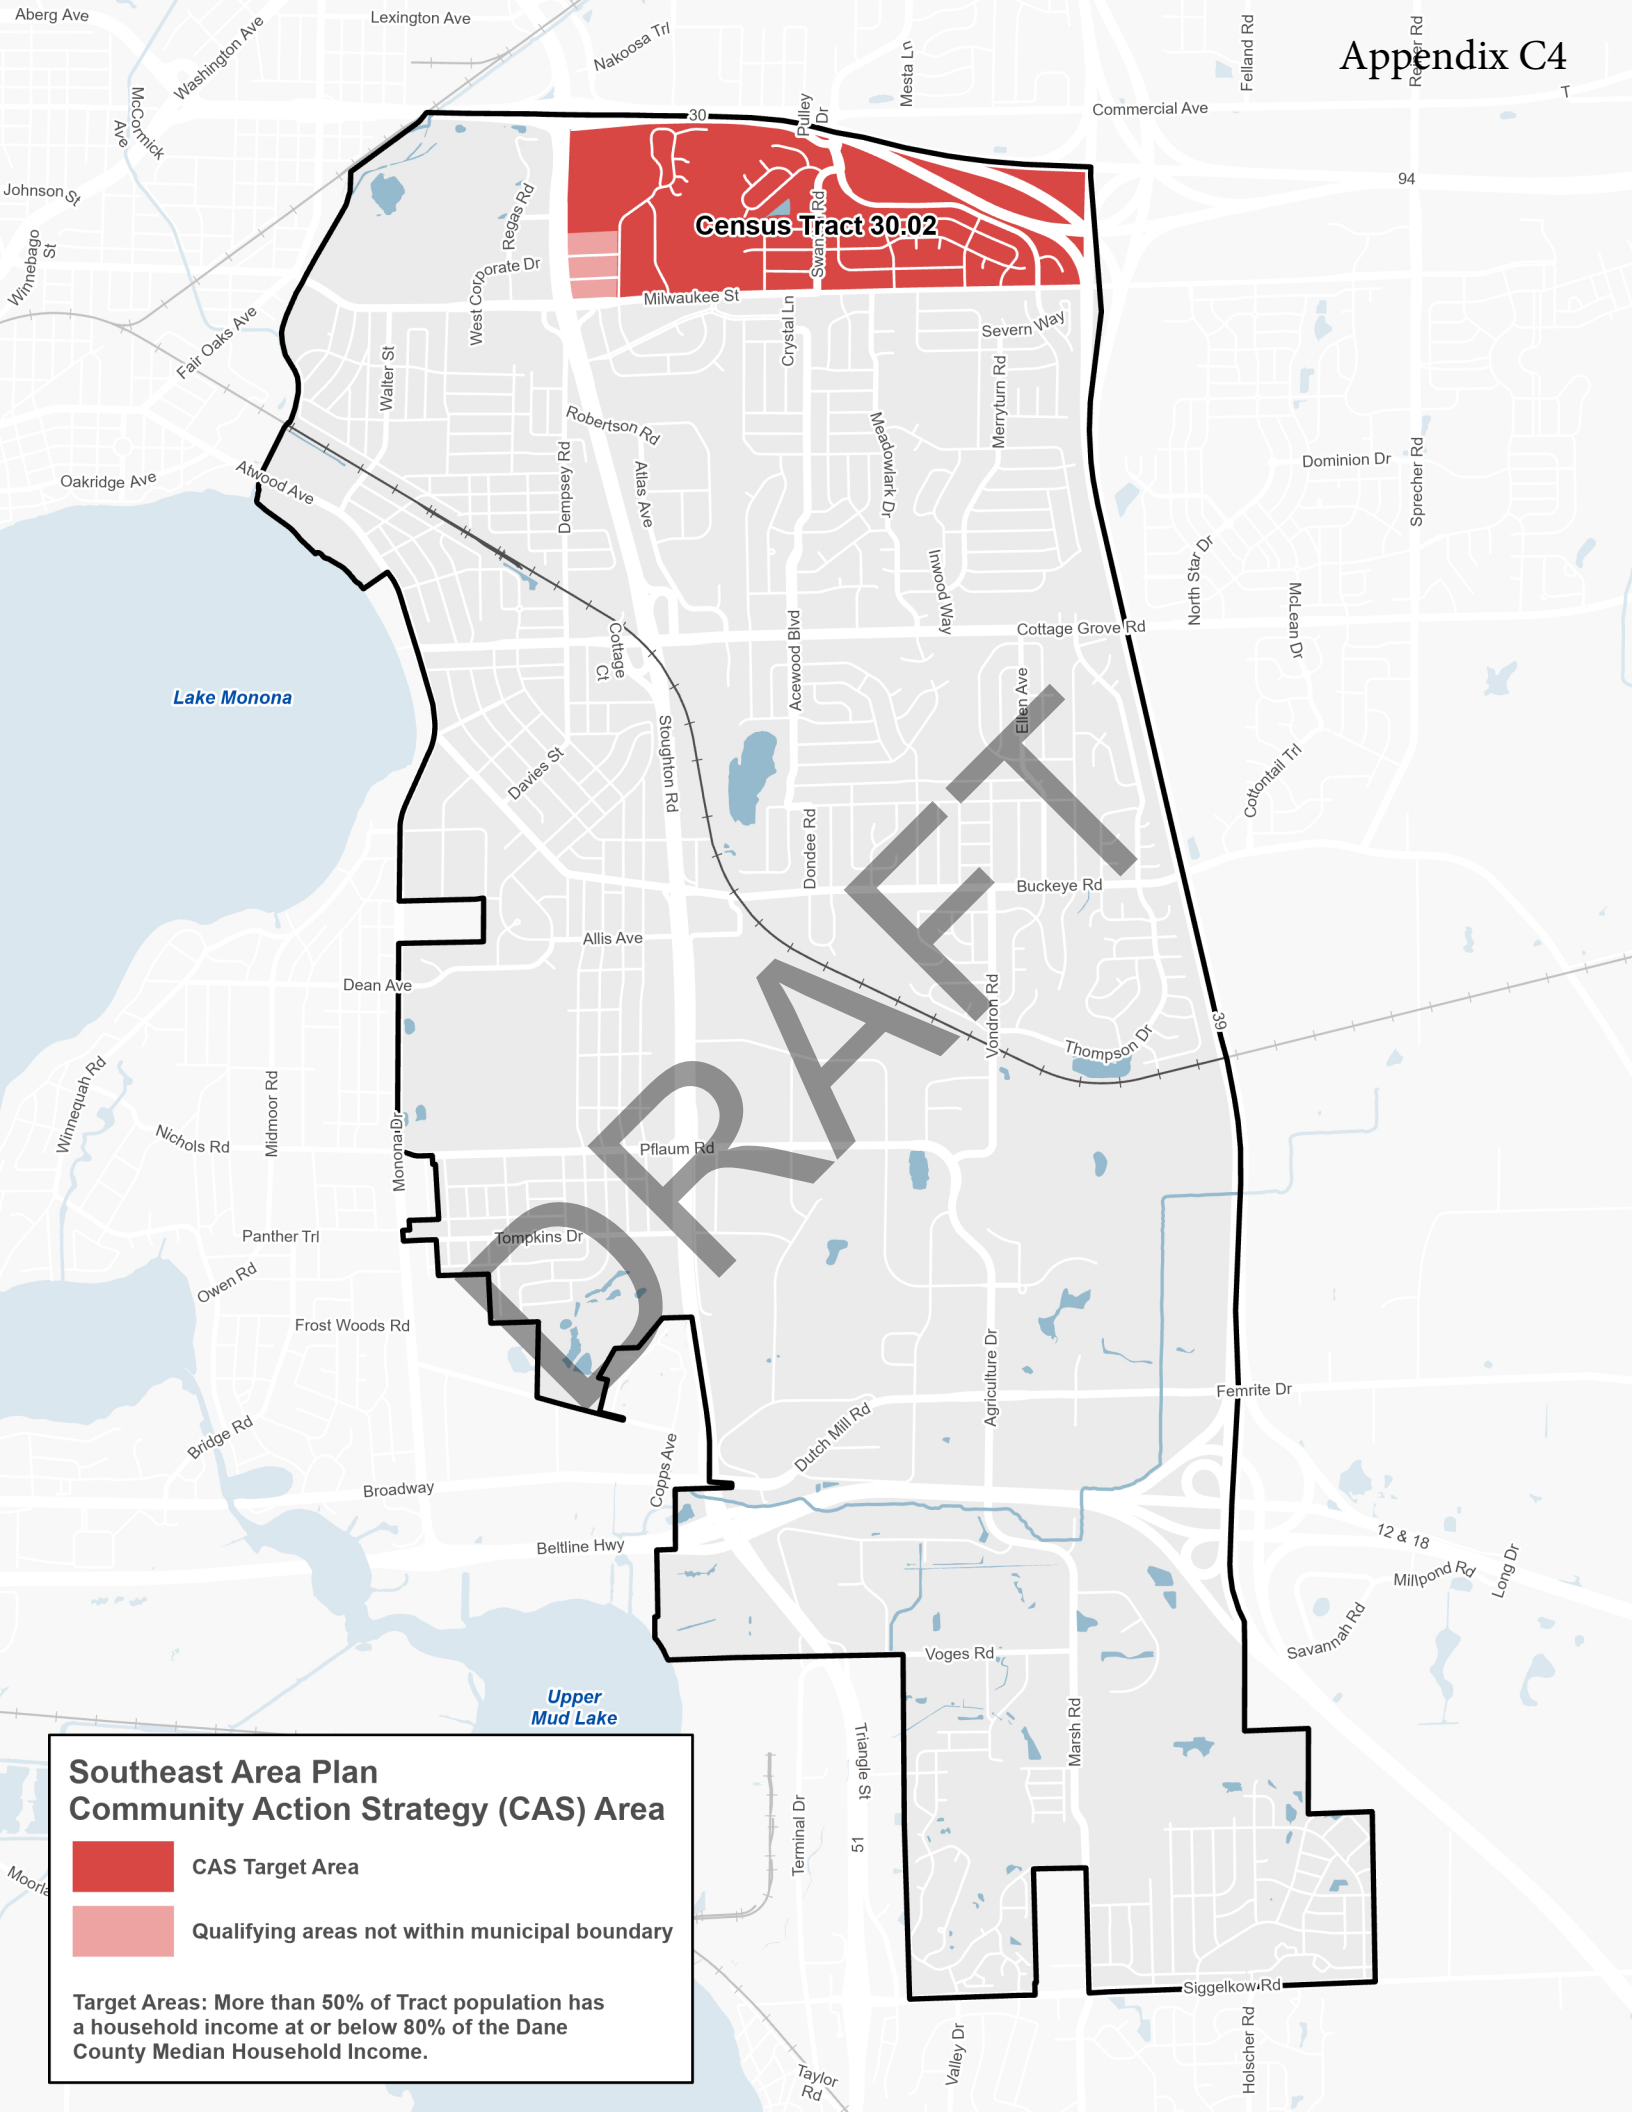 Appendix C4
Aberg Ave
Lexington Ave
Washington Ave
Nakoosa Trl
Mesta Ln
Felland Rd
Reiner Rd
McCormick
Ave
Pulley
Dr
30
Commercial Ave
T
94
Johnson St
Winnebago
St
Regas Rd
Swanson Rd
Census Tract 30.02
West Corporate Dr
Milwaukee St
Crystal Ln
Severn Way
Fair Oaks Ave
Walter St
Merryturn Rd
Robertson Rd
Meadowlark Dr
Dempsey Rd
Atlas Ave
Dominion Dr
Sprecher Rd
Oakridge Ave
Atwood Ave
Inwood Way
North Star Dr
McLean Dr
Cottage Grove Rd
Cottage
Ct
Acewood Blvd
Ellen Ave
Lake Monona
Stoughton Rd
Davies St
Cottontail Trl
Dondee Rd
Buckeye Rd
Allis Ave
Dean Ave
Vondron Rd
39
Thompson Dr
DRAFT
Winnequah Rd
Midmoor Rd
Nichols Rd
Monona Dr
Pflaum Rd
Panther Trl
Tompkins Dr
Owen Rd
Frost Woods Rd
Agriculture Dr
Femrite Dr
Bridge Rd
Dutch Mill Rd
Copps Ave
Broadway
Beltline Hwy
12 & 18
Millpond Rd
Long Dr
Savannah Rd
Voges Rd
Upper
Mud Lake
Marsh Rd
Triangle St
Terminal Dr
51
Siggelkow Rd
Valley Dr
Holscher Rd
Taylor
Rd
Southeast Area Plan
Community Action Strategy (CAS) Area
CAS Target Area
Qualifying areas not within municipal boundary
Target Areas: More than 50% of Tract population has
a household income at or below 80% of the Dane
County Median Household Income.